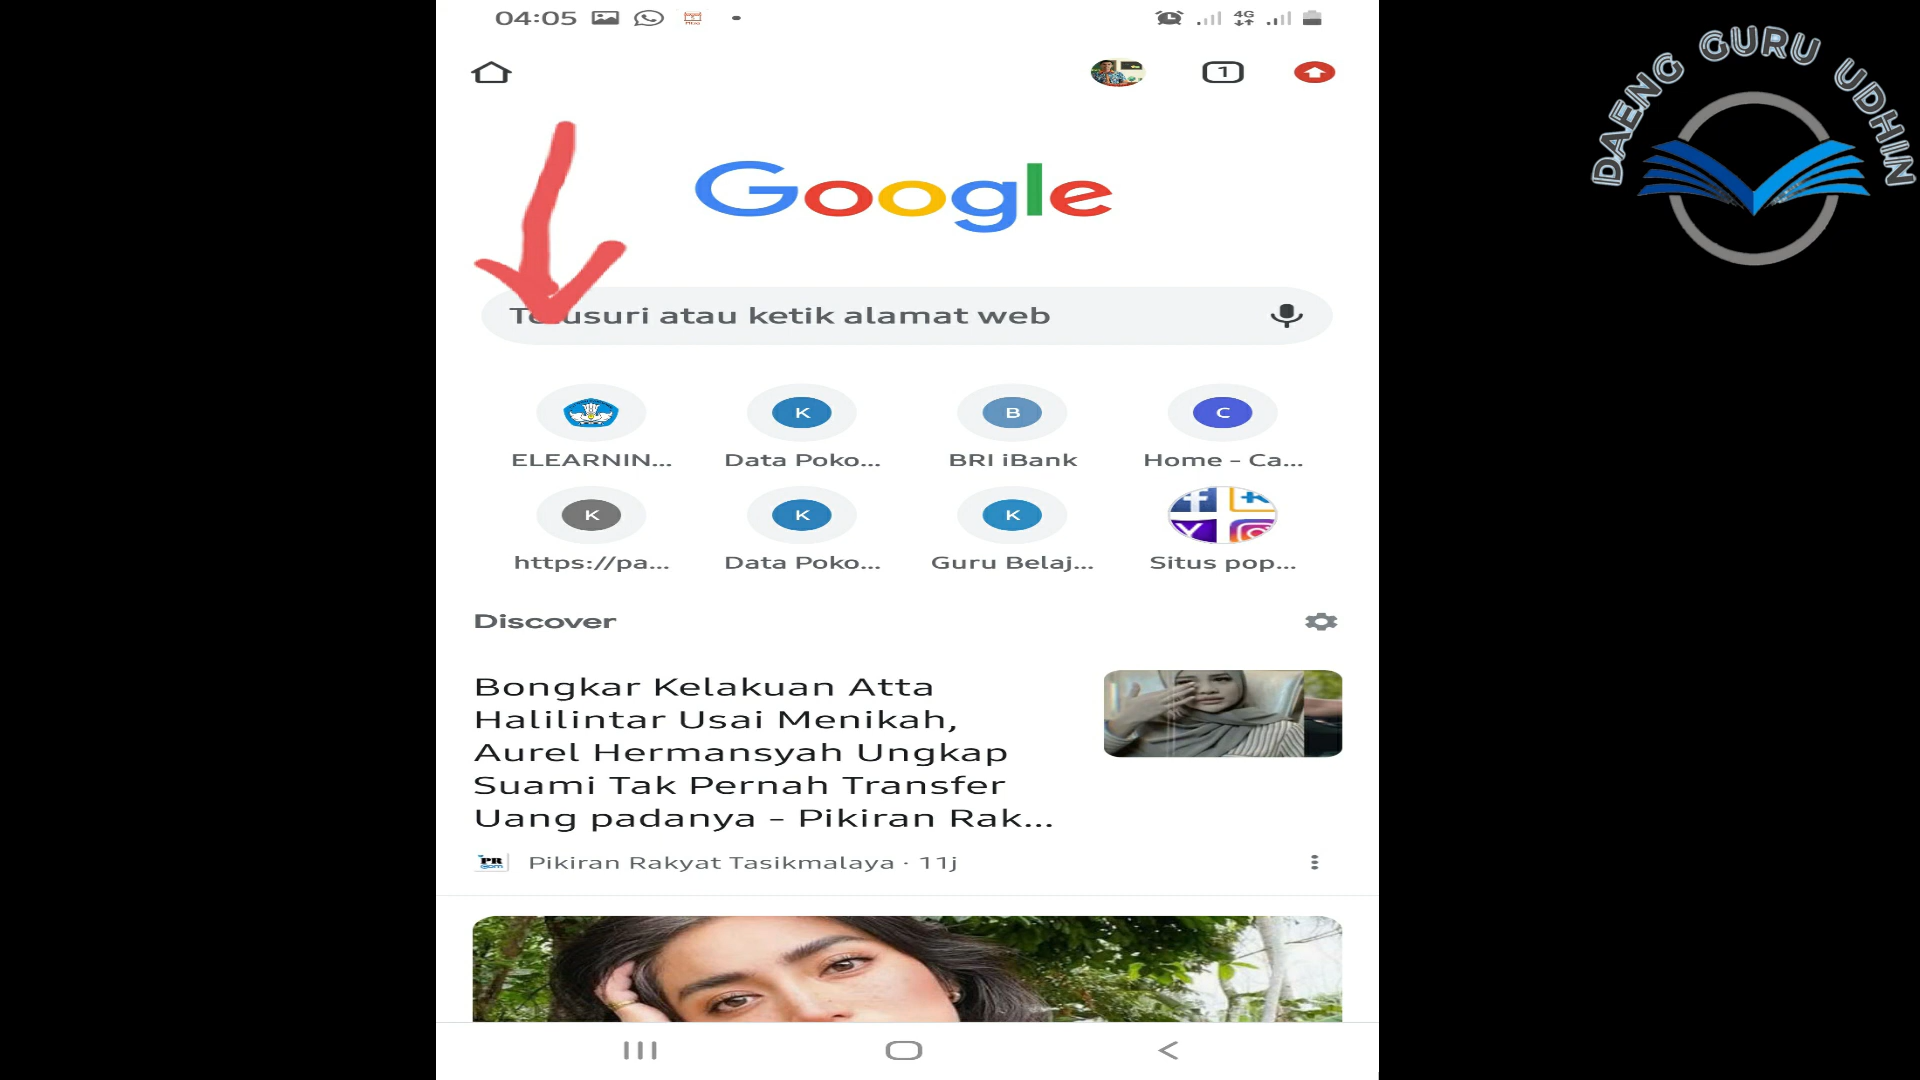 04:05
4G
1
DAENG GURU UDHIN
Google
Telusuri atau ketik alamat web
K
B
C
ELEARNIN...
Data Poko...
BRI iBank
Home - Ca...
K
K
K
https://pa...
Data Poko...
Guru Belaj...
Situs pop...
Discover
Bongkar Kelakuan Atta
Halilintar Usai Menikah,
Aurel Hermansyah Ungkap
Suami Tak Pernah Transfer
Uang padanya - Pikiran Rak...
PR
Pikiran Rakyat Tasikmalaya · 11j